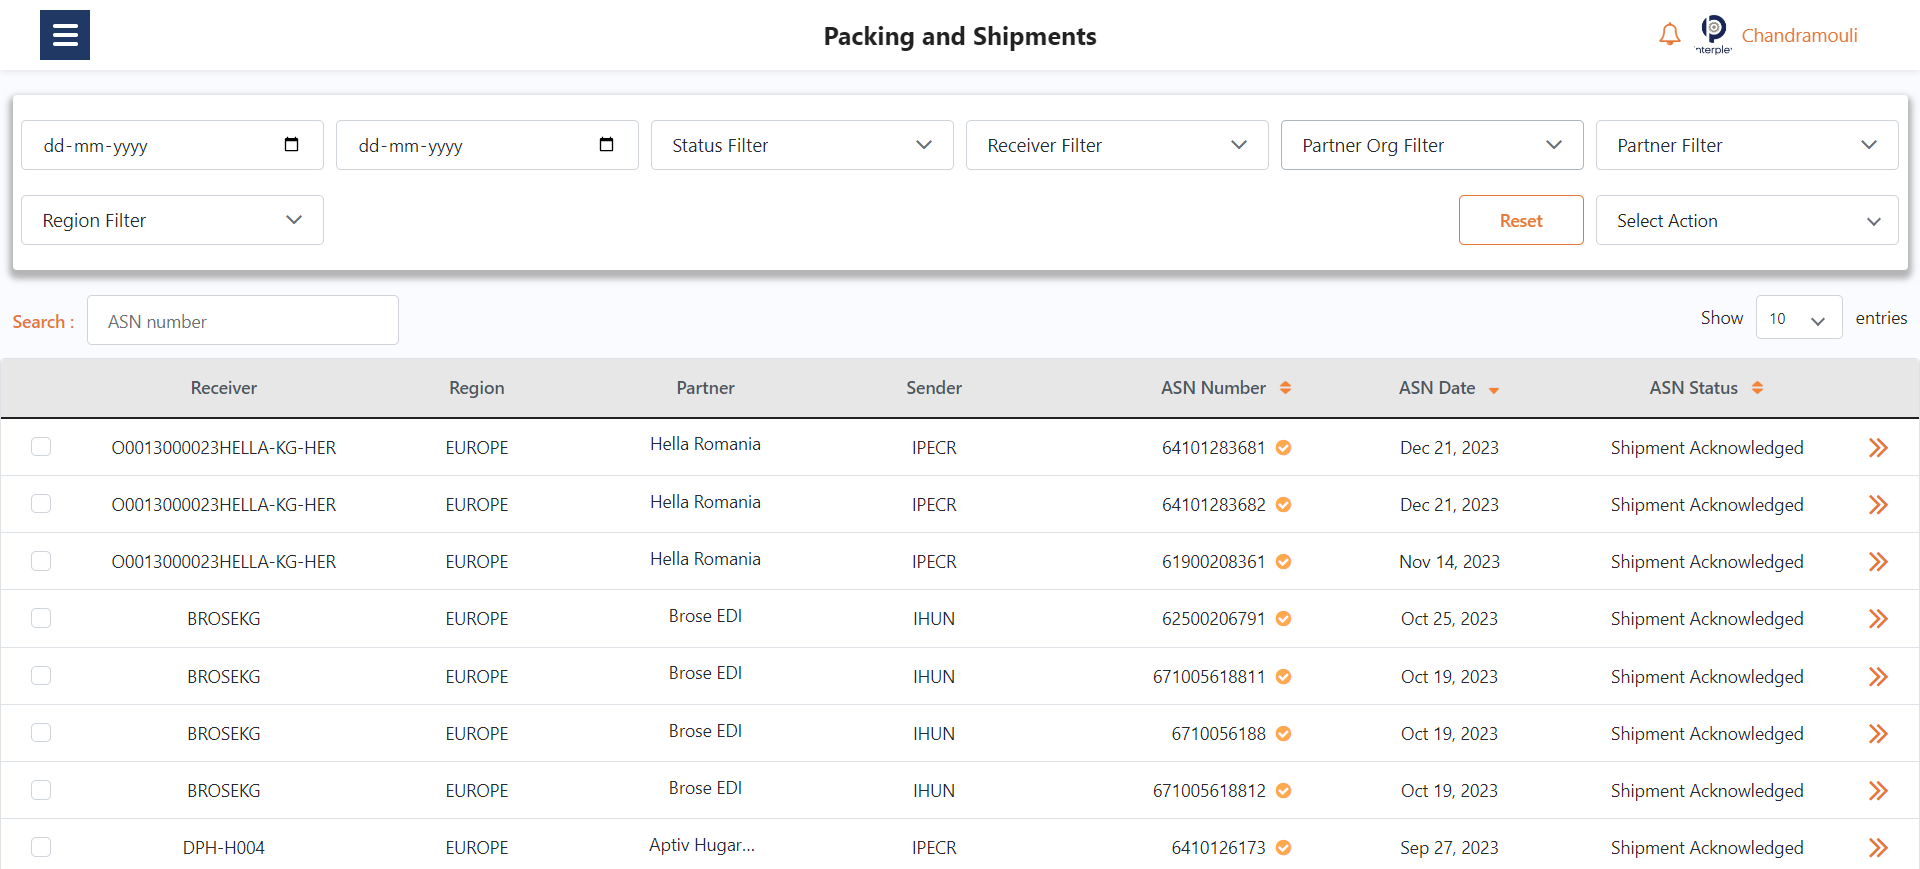 Packing and Shipments
nterple
Chandramouli
dd-mm-yyyy dd-mm-yyyy Status Filter Receiver Filter Partner Org Filter Partner Filter
Region Filter Reset Select Action
Search : ASN number Show 10 entries
Receiver Region Partner Sender ASN Number ASN Date ASN Status
O0013000023HELLA-KG-HER EUROPE Hella Romania IPECR 64101283681 Dec 21, 2023 Shipment Acknowledged
O0013000023HELLA-KG-HER EUROPE Hella Romania IPECR 64101283682 Dec 21, 2023 Shipment Acknowledged
O0013000023HELLA-KG-HER EUROPE Hella Romania IPECR 61900208361 Nov 14, 2023 Shipment Acknowledged
BROSEKG EUROPE Brose EDI IHUN 62500206791 Oct 25, 2023 Shipment Acknowledged
BROSEKG EUROPE Brose EDI IHUN 671005618811 Oct 19, 2023 Shipment Acknowledged
BROSEKG EUROPE Brose EDI IHUN 6710056188 Oct 19, 2023 Shipment Acknowledged
BROSEKG EUROPE Brose EDI IHUN 671005618812 Oct 19, 2023 Shipment Acknowledged
DPH-H004 EUROPE Aptiv Hugar... IPECR 6410126173 Sep 27, 2023 Shipment Acknowledged